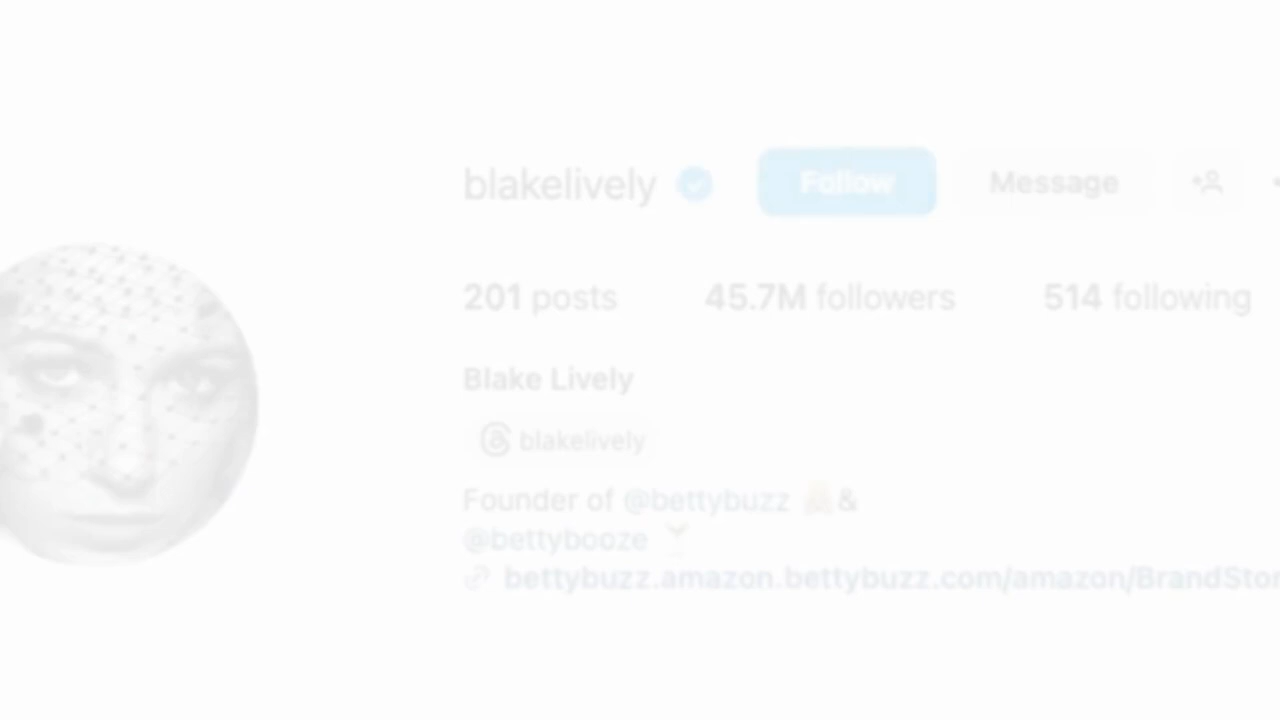 blakelively Follow Message
201 posts 45.7M followers 514 following
Blake Lively
blakelively
Founder of @bettybuzz &
@bettybooze
bettybuzz.amazon.bettybuzz.com/amazon/BrandStor